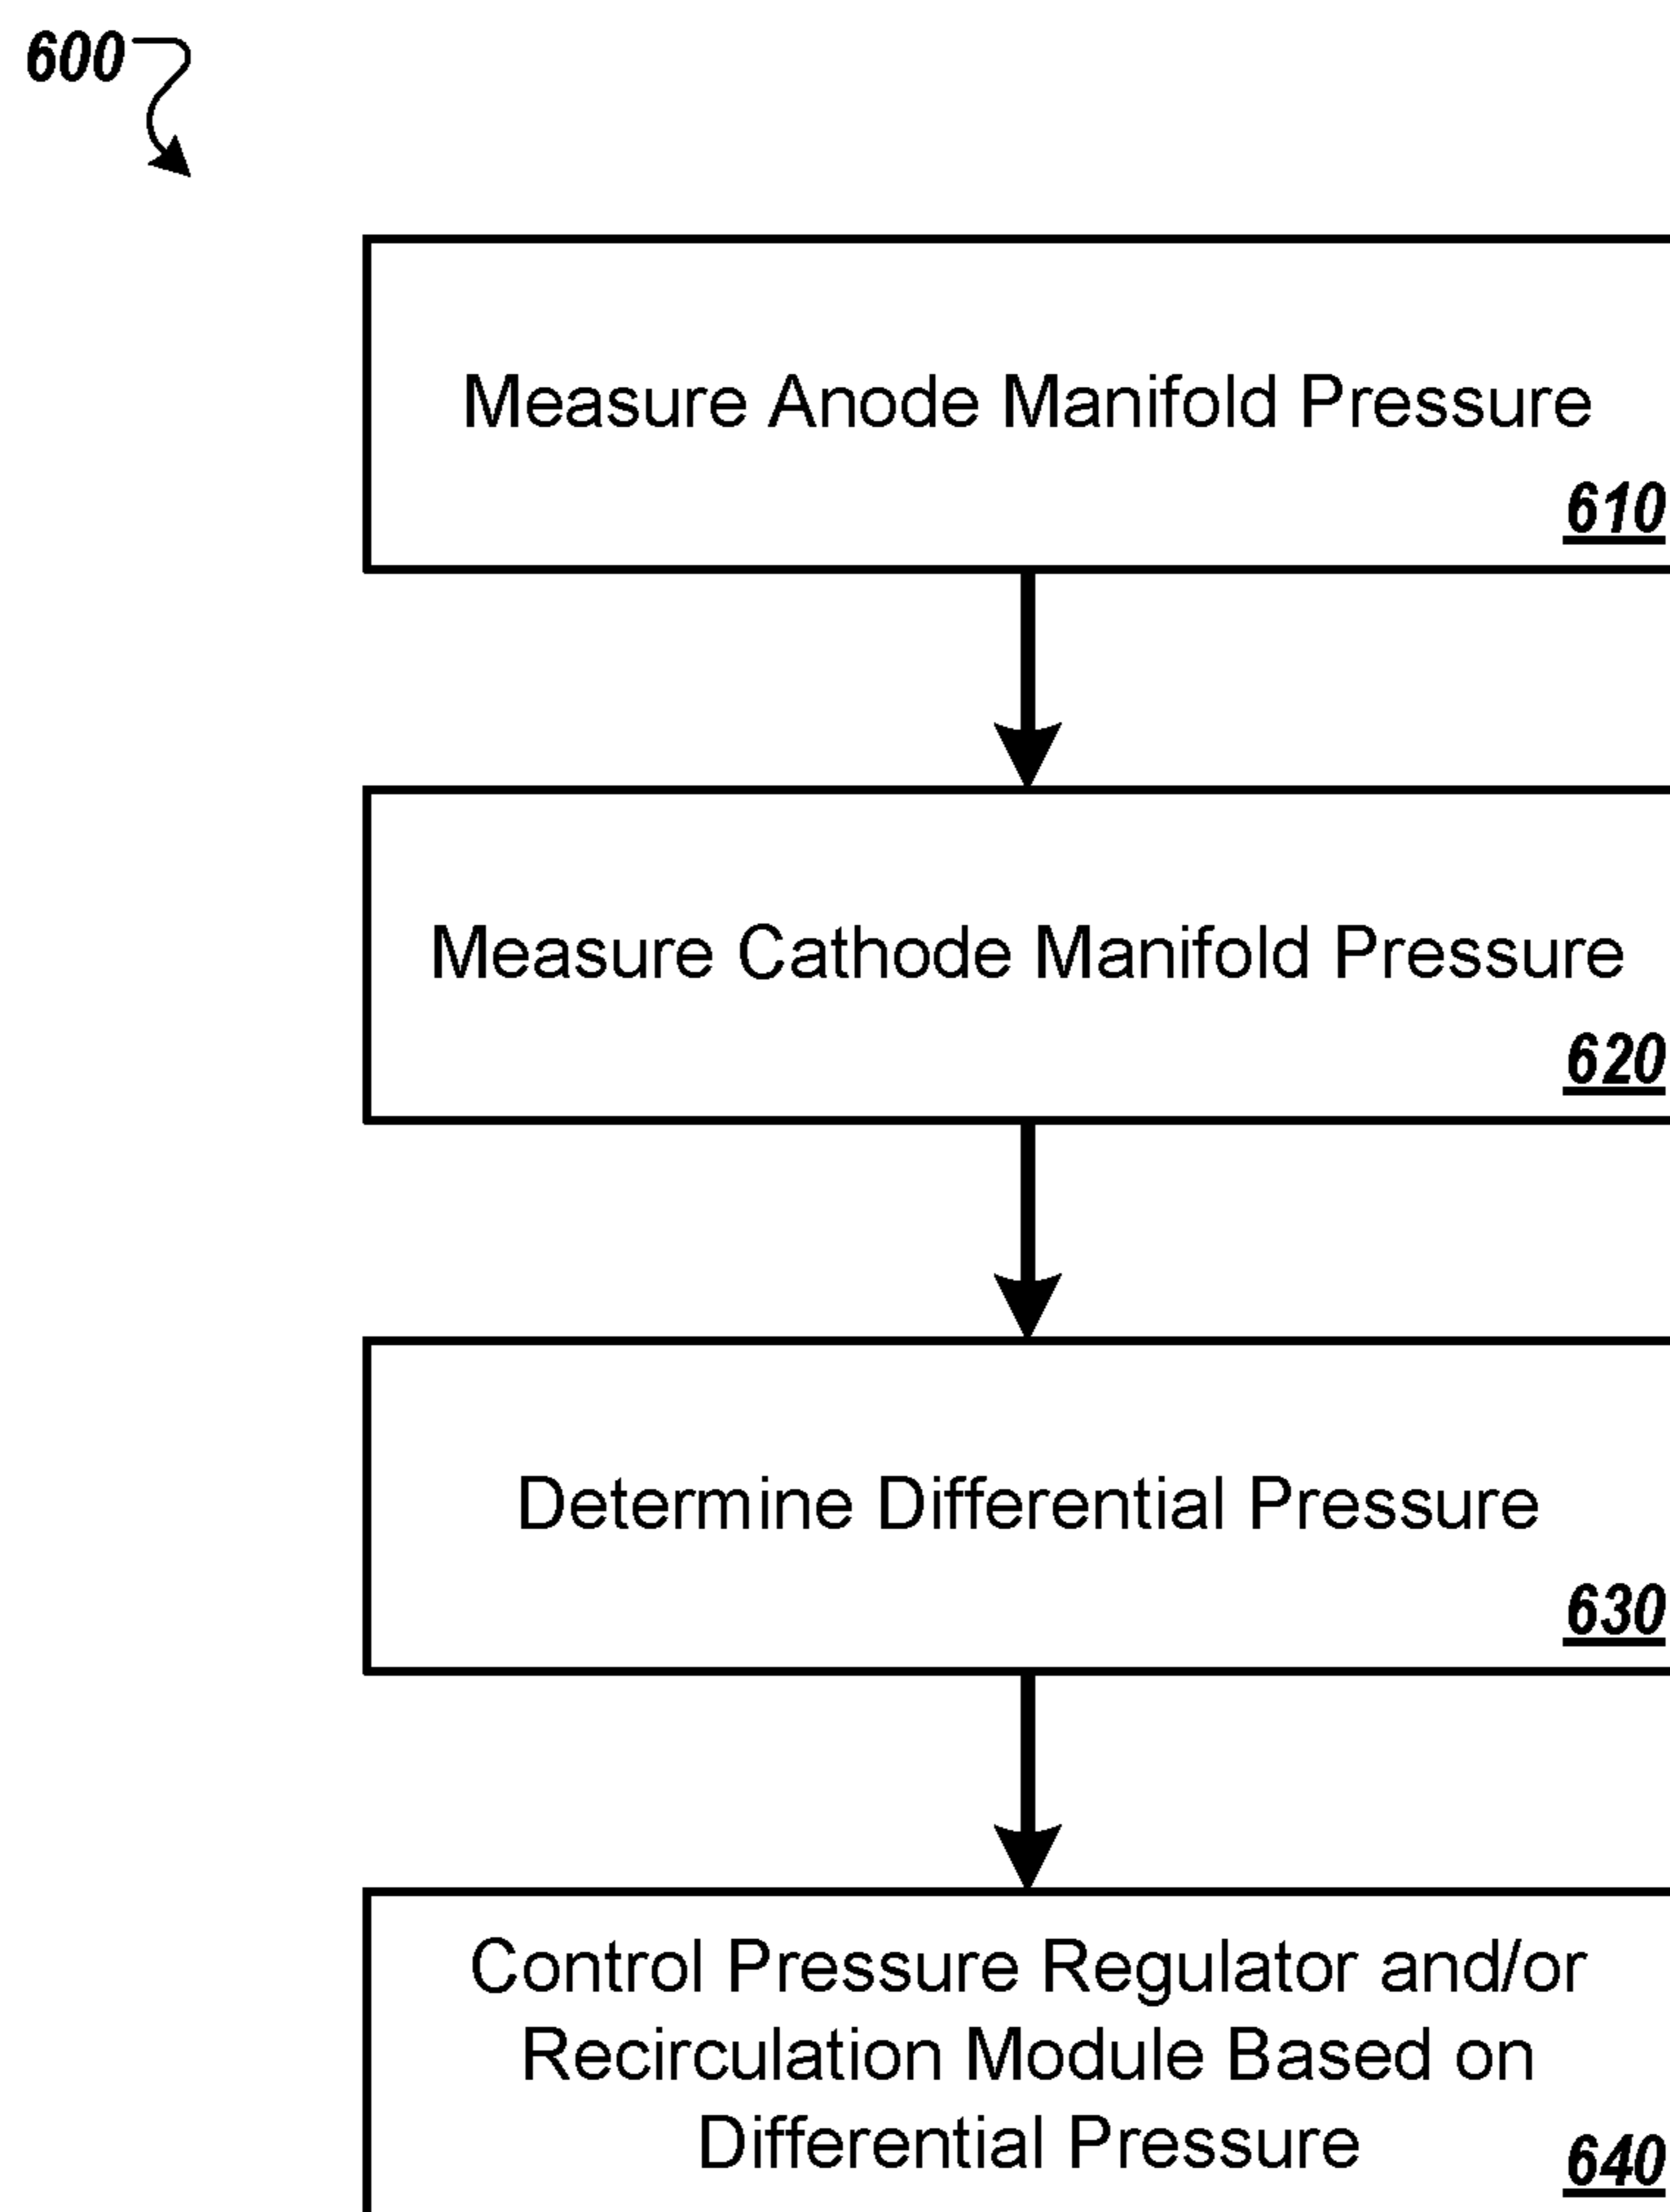 600
Measure Anode Manifold Pressure
610
Measure Cathode Manifold Pressure
620
Determine Differential Pressure
630
Control Pressure Regulator and/or
Recirculation Module Based on
Differential Pressure
640